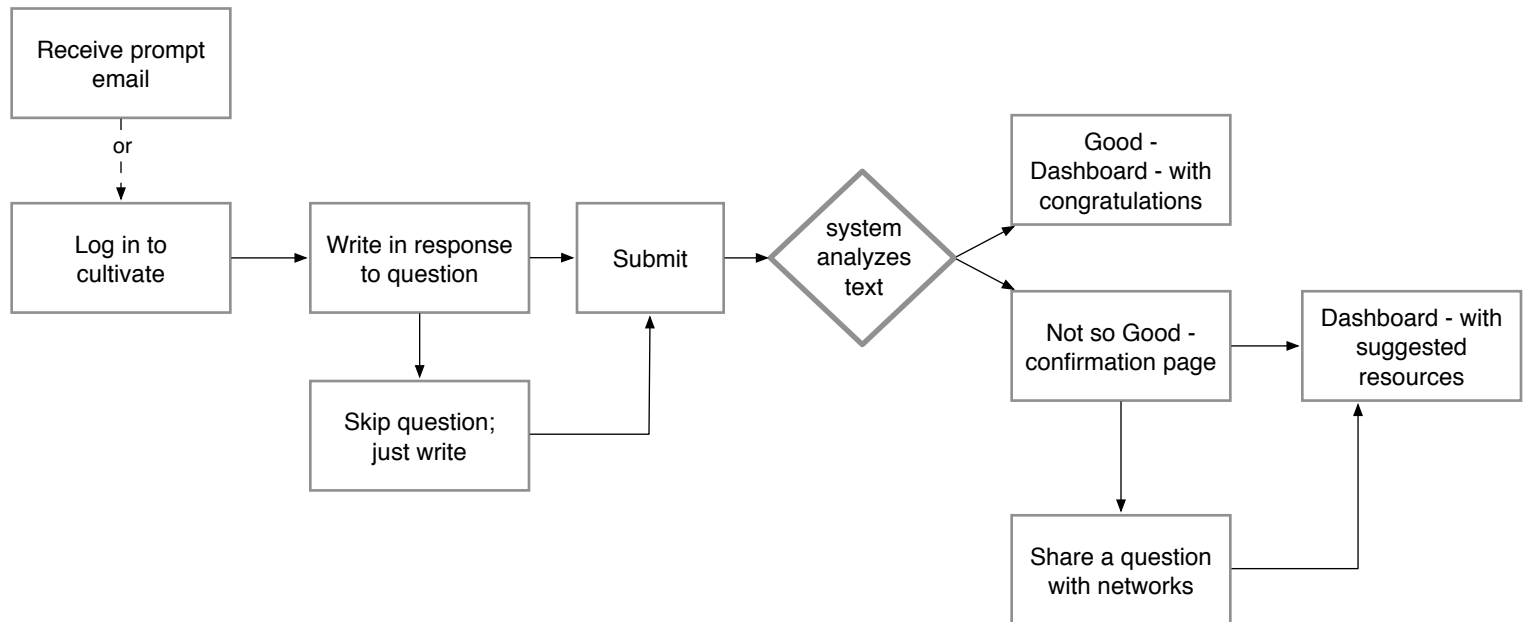 Receive prompt
email
or
Log in to
cultivate
Write in response
to question
Submit
Skip question;
just write
system
analyzes
text
Good -
Dashboard - with
congratulations
Not so Good -
confirmation page
Dashboard - with
suggested
resources
Share a question
with networks